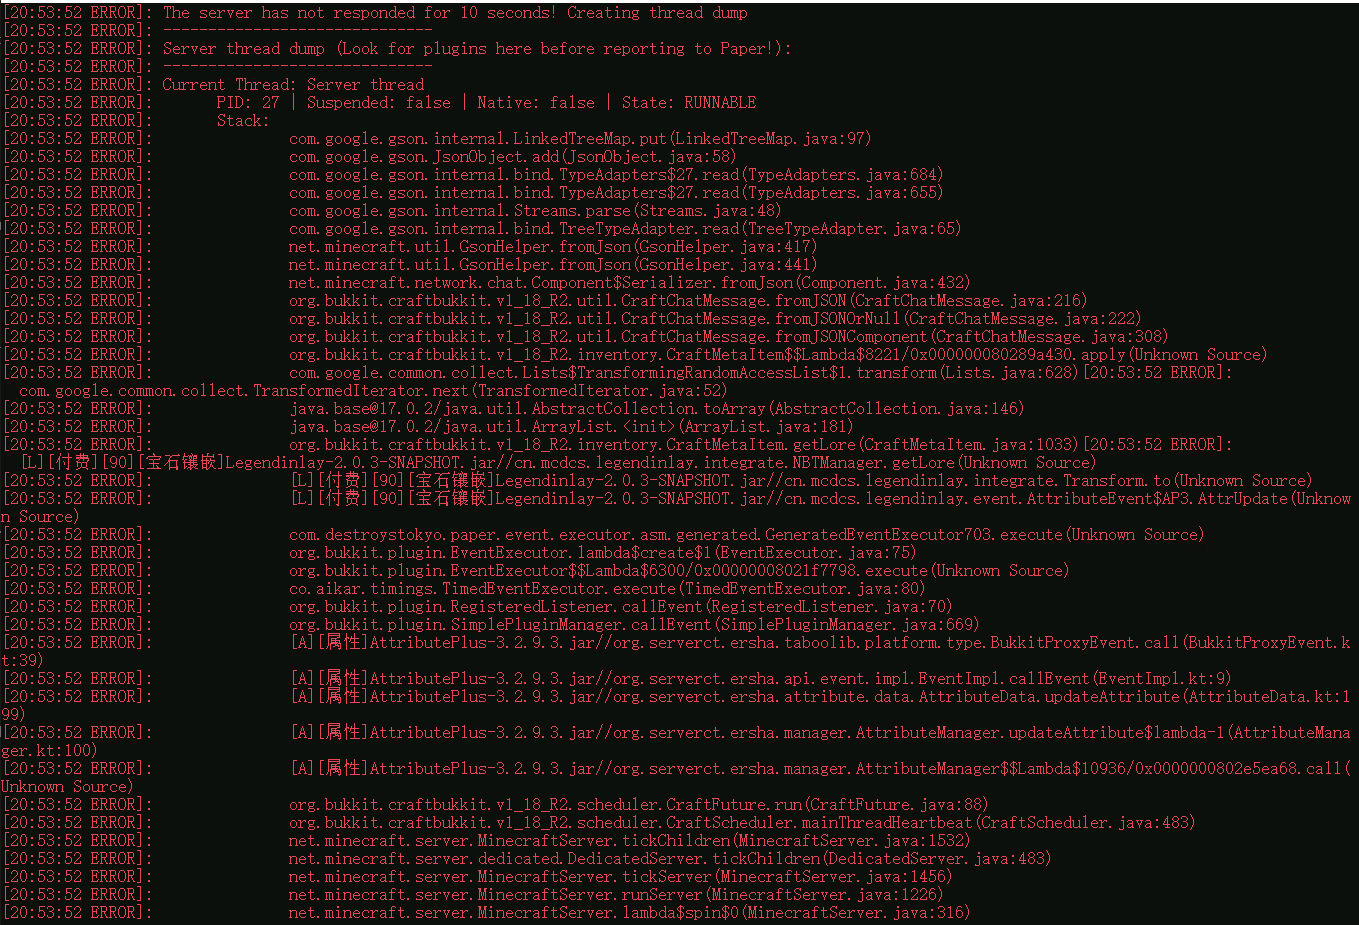 [20:53:52 ERROR]: The server has not responded for 10 seconds! Creating thread dump
[20:53:52 ERROR]: ------------------------------
[20:53:52 ERROR]: Server thread dump (Look for plugins here before reporting to Paper!):
[20:53:52 ERROR]: ------------------------------
[20:53:52 ERROR]: Current Thread: Server thread
[20:53:52 ERROR]: PID: 27 | Suspended: false | Native: false | State: RUNNABLE
[20:53:52 ERROR]: Stack:
[20:53:52 ERROR]: com.google.gson.internal.LinkedTreeMap.put(LinkedTreeMap.java:97)
[20:53:52 ERROR]: com.google.gson.JsonObject.add(JsonObject.java:58)
[20:53:52 ERROR]: com.google.gson.internal.bind.TypeAdapters$27.read(TypeAdapters.java:684)
[20:53:52 ERROR]: com.google.gson.internal.bind.TypeAdapters$27.read(TypeAdapters.java:655)
[20:53:52 ERROR]: com.google.gson.internal.Streams.parse(Streams.java:48)
[20:53:52 ERROR]: com.google.gson.internal.bind.TreeTypeAdapter.read(TreeTypeAdapter.java:65)
[20:53:52 ERROR]: net.minecraft.util.GsonHelper.fromJson(GsonHelper.java:417)
[20:53:52 ERROR]: net.minecraft.util.GsonHelper.fromJson(GsonHelper.java:441)
[20:53:52 ERROR]: net.minecraft.network.chat.Component$Serializer.fromJson(Component.java:432)
[20:53:52 ERROR]: org.bukkit.craftbukkit.v1_18_R2.util.CraftChatMessage.fromJSON(CraftChatMessage.java:216)
[20:53:52 ERROR]: org.bukkit.craftbukkit.v1_18_R2.util.CraftChatMessage.fromJSONOrNull(CraftChatMessage.java:222)
[20:53:52 ERROR]: org.bukkit.craftbukkit.v1_18_R2.util.CraftChatMessage.fromJSONComponent(CraftChatMessage.java:308)
[20:53:52 ERROR]: org.bukkit.craftbukkit.v1_18_R2.inventory.CraftMetaItem$$Lambda$8221/0x000000080289a430.apply(Unknown Source)
[20:53:52 ERROR]: com.google.common.collect.Lists$TransformingRandomAccessList$1.transform(Lists.java:628)[20:53:52 ERROR]:
com.google.common.collect.TransformedIterator.next(TransformedIterator.java:52)
[20:53:52 ERROR]: java.base@17.0.2/java.util.AbstractCollection.toArray(AbstractCollection.java:146)
[20:53:52 ERROR]: java.base@17.0.2/java.util.ArrayList.<init>(ArrayList.java:181)
[20:53:52 ERROR]: org.bukkit.craftbukkit.v1_18_R2.inventory.CraftMetaItem.getLore(CraftMetaItem.java:1033)[20:53:52 ERROR]:
[L][付费][90][宝石镶嵌]Legendinlay-2.0.3-SNAPSHOT.jar//cn.mcdcs.legendinlay.integrate.NBTManager.getLore(Unknown Source)
[20:53:52 ERROR]: [L][付费][90][宝石镶嵌]Legendinlay-2.0.3-SNAPSHOT.jar//cn.mcdcs.legendinlay.integrate.Transform.to(Unknown Source)
[20:53:52 ERROR]: [L][付费][90][宝石镶嵌]Legendinlay-2.0.3-SNAPSHOT.jar//cn.mcdcs.legendinlay.event.AttributeEvent$AP3.AttrUpdate(Unknow
n Source)
[20:53:52 ERROR]: com.destroystokyo.paper.event.executor.asm.generated.GeneratedEventExecutor703.execute(Unknown Source)
[20:53:52 ERROR]: org.bukkit.plugin.EventExecutor.lambda$create$1(EventExecutor.java:75)
[20:53:52 ERROR]: org.bukkit.plugin.EventExecutor$$Lambda$6300/0x00000008021f7798.execute(Unknown Source)
[20:53:52 ERROR]: co.aikar.timings.TimedEventExecutor.execute(TimedEventExecutor.java:80)
[20:53:52 ERROR]: org.bukkit.plugin.RegisteredListener.callEvent(RegisteredListener.java:70)
[20:53:52 ERROR]: org.bukkit.plugin.SimplePluginManager.callEvent(SimplePluginManager.java:669)
[20:53:52 ERROR]: [A][属性]AttributePlus-3.2.9.3.jar//org.serverct.ersha.taboolib.platform.type.BukkitProxyEvent.call(BukkitProxyEvent.k
t:39)
[20:53:52 ERROR]: [A][属性]AttributePlus-3.2.9.3.jar//org.serverct.ersha.api.event.impl.EventImpl.callEvent(EventImpl.kt:9)
[20:53:52 ERROR]: [A][属性]AttributePlus-3.2.9.3.jar//org.serverct.ersha.attribute.data.AttributeData.updateAttribute(AttributeData.kt:1
99)
[20:53:52 ERROR]: [A][属性]AttributePlus-3.2.9.3.jar//org.serverct.ersha.manager.AttributeManager.updateAttribute$lambda-1(AttributeMana
ger.kt:100)
[20:53:52 ERROR]: [A][属性]AttributePlus-3.2.9.3.jar//org.serverct.ersha.manager.AttributeManager$$Lambda$10936/0x0000000802e5ea68.call(
Unknown Source)
[20:53:52 ERROR]: org.bukkit.craftbukkit.v1_18_R2.scheduler.CraftFuture.run(CraftFuture.java:88)
[20:53:52 ERROR]: org.bukkit.craftbukkit.v1_18_R2.scheduler.CraftScheduler.mainThreadHeartbeat(CraftScheduler.java:483)
[20:53:52 ERROR]: net.minecraft.server.MinecraftServer.tickChildren(MinecraftServer.java:1532)
[20:53:52 ERROR]: net.minecraft.server.dedicated.DedicatedServer.tickChildren(DedicatedServer.java:483)
[20:53:52 ERROR]: net.minecraft.server.MinecraftServer.tickServer(MinecraftServer.java:1456)
[20:53:52 ERROR]: net.minecraft.server.MinecraftServer.runServer(MinecraftServer.java:1226)
[20:53:52 ERROR]: net.minecraft.server.MinecraftServer.lambda$spin$0(MinecraftServer.java:316)